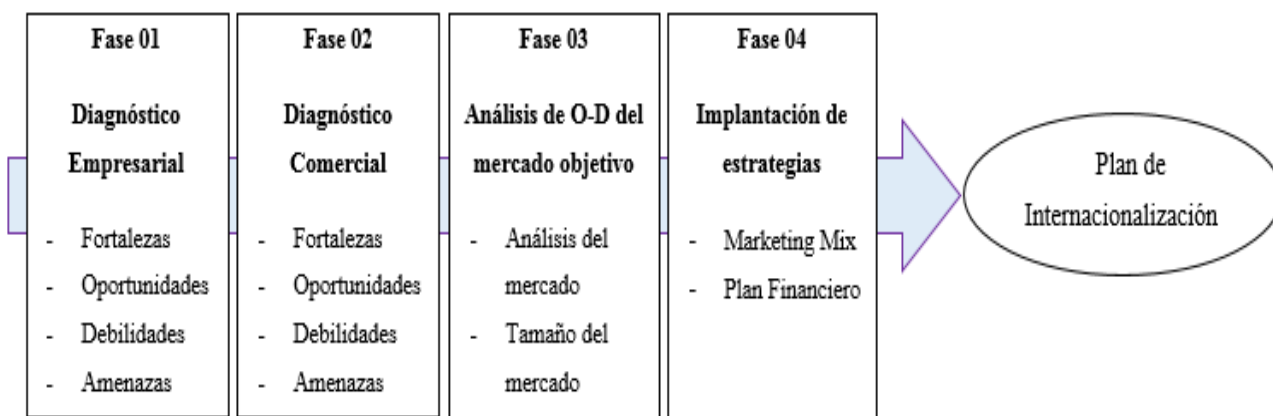 Fase 01
Diagnóstico
Empresarial
- Fortalezas
- Oportunidades
- Debilidades
- Amenazas
Fase 02
Diagnóstico
Comercial
- Fortalezas
- Oportunidades
- Debilidades
- Amenazas
Fase 03
Análisis de O-D del
mercado objetivo
- Análisis del
mercado
- Tamaño del
mercado
Fase 04
Implantación de
estrategias
- Marketing Mix
- Plan Financiero
Plan de
Internacionalización